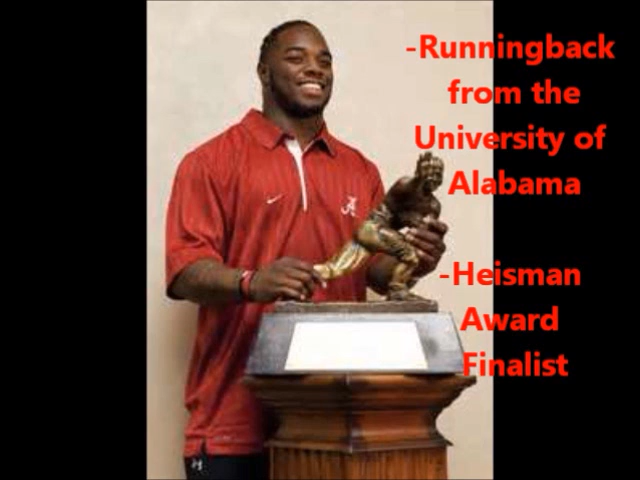 -Runningback
from the
University of
Alabama
-Heisman
Award
Finalist